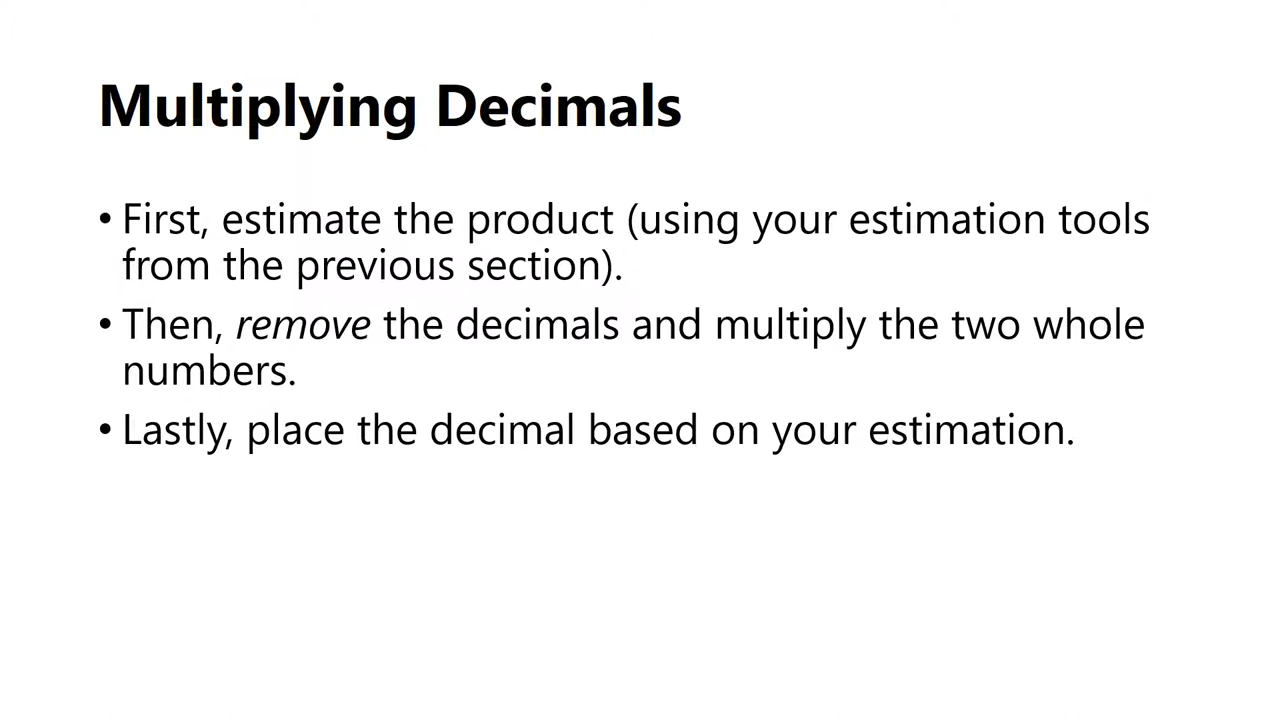 Multiplying Decimals
• First, estimate the product (using your estimation tools
from the previous section).
• Then, remove the decimals and multiply the two whole
numbers.
• Lastly, place the decimal based on your estimation.